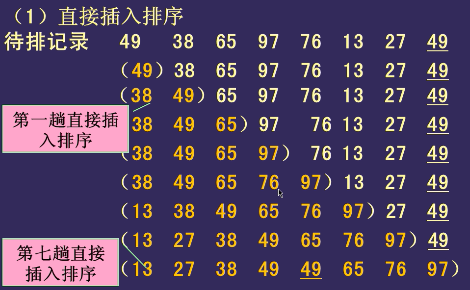 （1）直接插入排序
待排记录 49 38 65 97 76 13 27 49
（49）38 65 97 76 13 27 49
（38 49）65 97 76 13 27 49
第一趟直接插
入排序
38 49 65）97 76 13 27 49
（38 49 65 97）76 13 27 49
（38 49 65 76 97）13 27 49
（13 38 49 65 76 97）27 49
（13 27 38 49 65 76 97）49
第七趟直接
插入排序
（13 27 38 49 49 65 76 97）